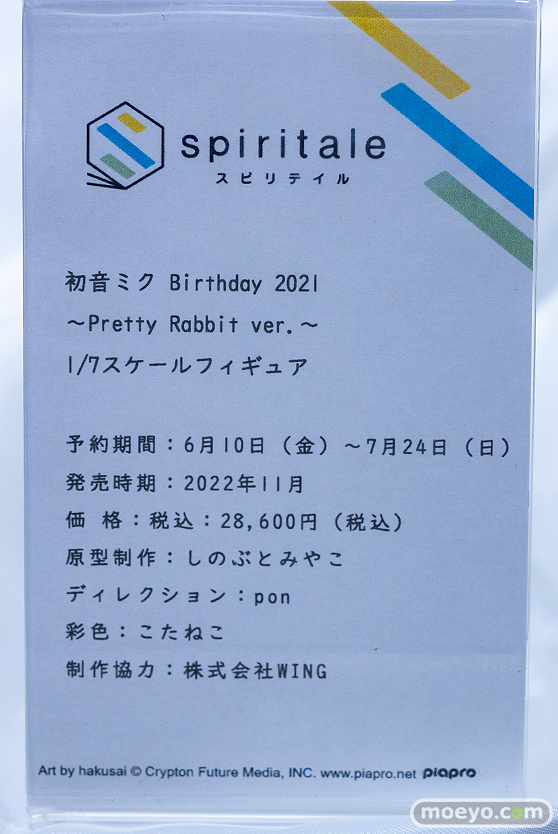 spiritale
スピリテイル
初音ミク Birthday 2021
～Pretty Rabbit ver.～
1/7スケールフィギュア
予約期間：6月10日（金）～7月24日（日）
発売時期：2022年11月
価 格：税込：28,600円（税込）
原型制作：しのぶとみやこ
ディレクション：pon
彩色：こたねこ
制作協力：株式会社WING
Art by hakusai © Crypton Future Media, INC. www.piapro.net piapro
moeyo.com